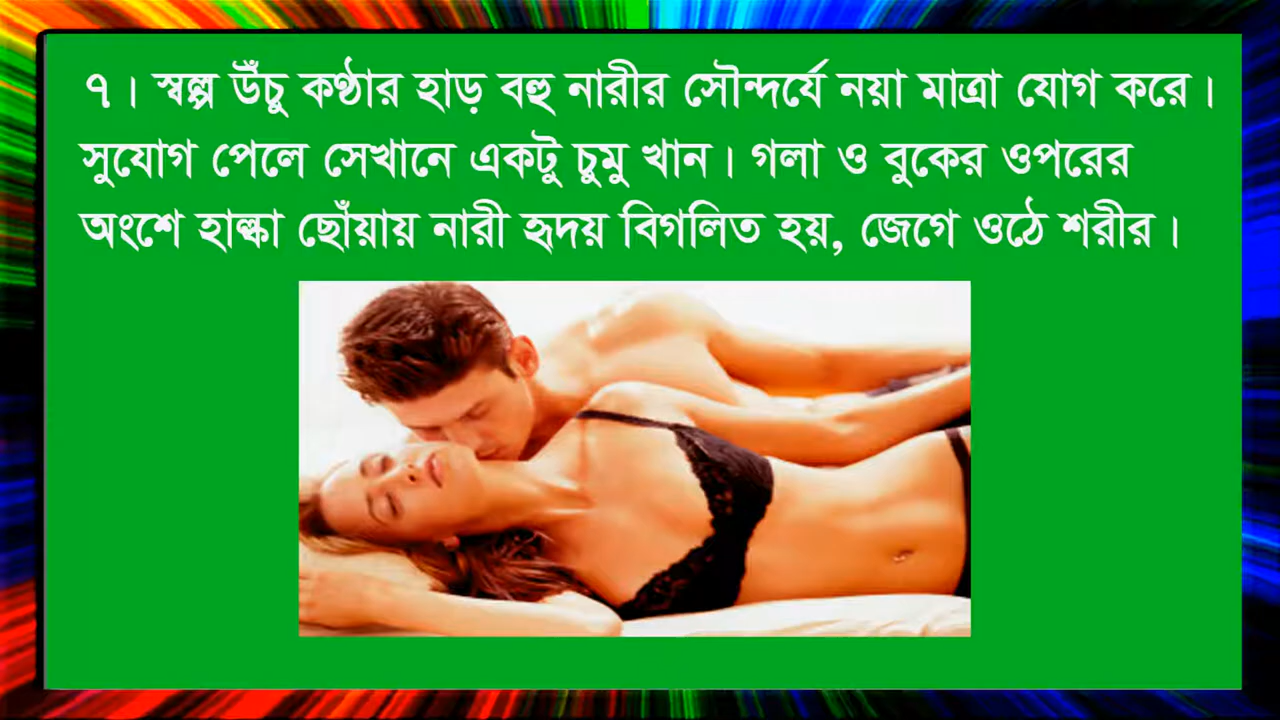 ৭। স্বল্প উঁচু কণ্ঠার হাড় বহু নারীর সৌন্দর্যে নয়া মাত্রা যোগ করে।
সুযোগ পেলে সেখানে একটু চুমু খান। গলা ও বুকের ওপরের
অংশে হাল্কা ছোঁয়ায় নারী হৃদয় বিগলিত হয়, জেগে ওঠে শরীর।